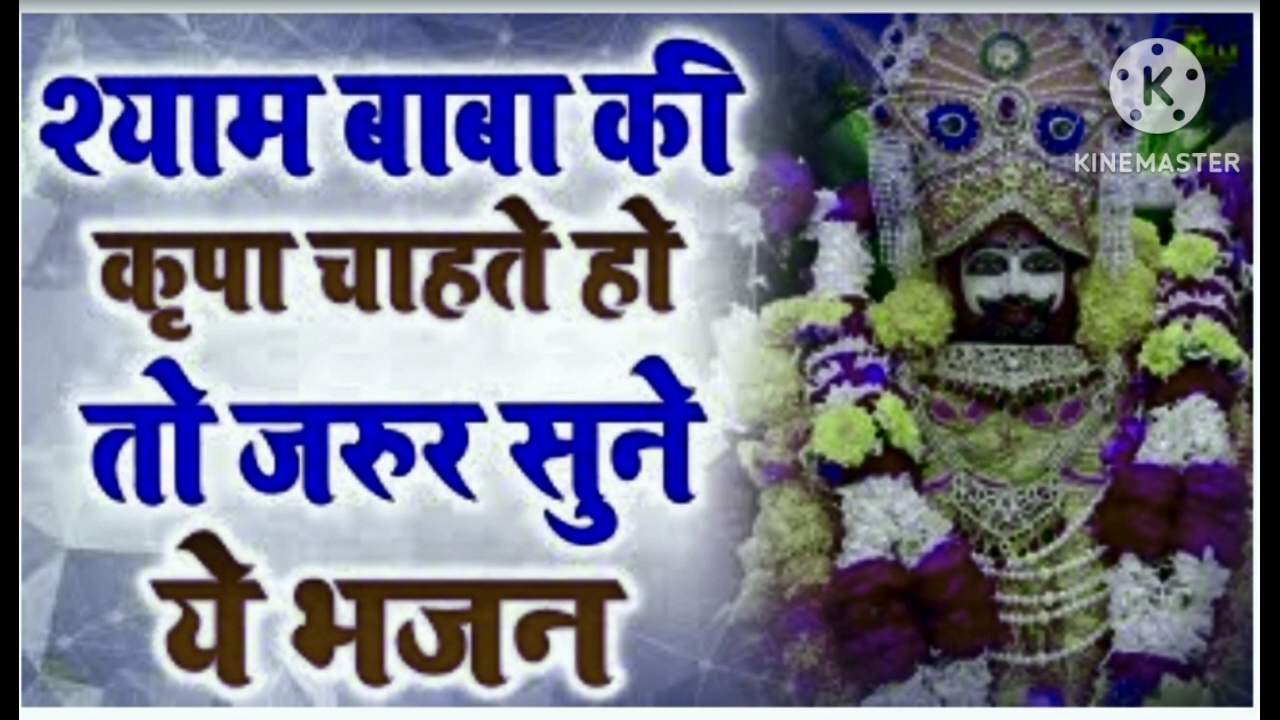 श्याम बाबा की
कृपा चाहते हो
तो जरुर सुने
ये भजन
K
KINEMASTER